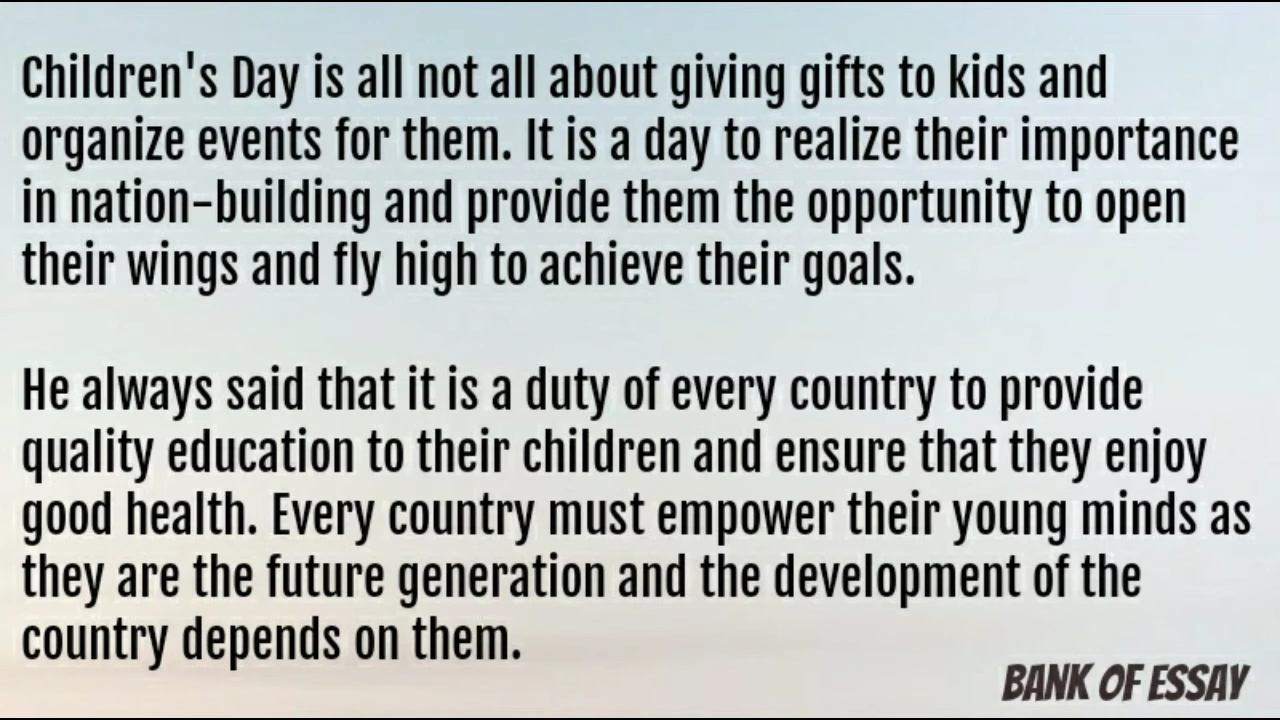 Children's Day is all not all about giving gifts to kids and
organize events for them. It is a day to realize their importance
in nation-building and provide them the opportunity to open
their wings and fly high to achieve their goals.
He always said that it is a duty of every country to provide
quality education to their children and ensure that they enjoy
good health. Every country must empower their young minds as
they are the future generation and the development of the
country depends on them.
BANK OF ESSAY